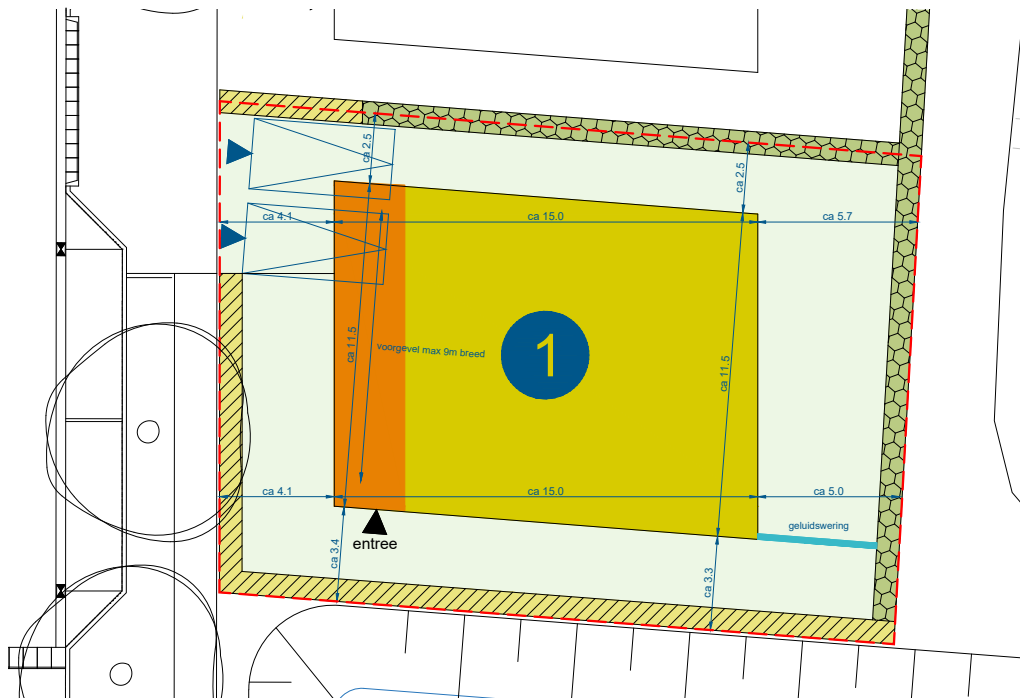 ca 2.5
ca 2.5
ca 4.1
ca 15.0
ca 5.7
ca 11.5
voorgevel max 9m breed
1
ca 11.5
ca 4.1
ca 15.0
ca 5.0
geluidswering
entree
ca 3.4
ca 3.3